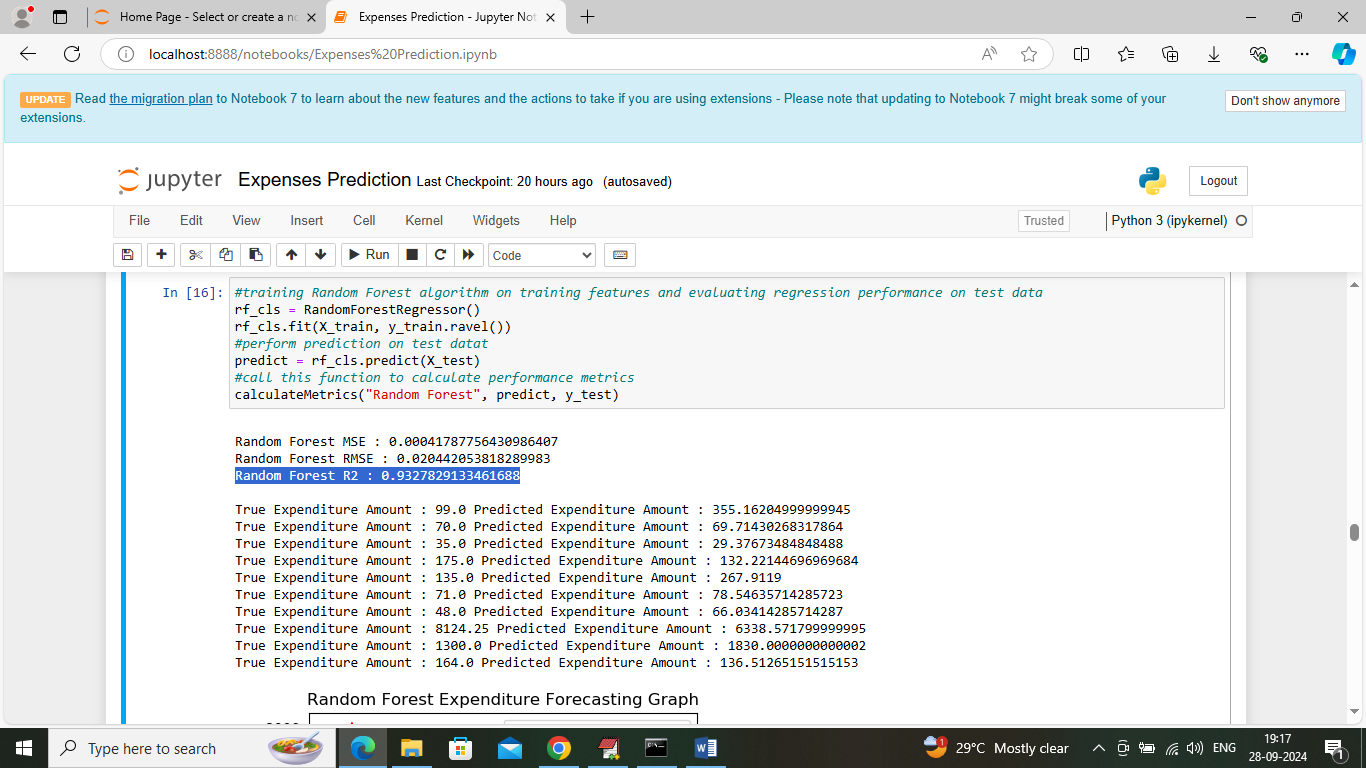 Home Page - Select or create a no
Expenses Prediction - Jupyter Not
localhost:8888/notebooks/Expenses%20Prediction.ipynb
UPDATE Read the migration plan to Notebook 7 to learn about the new features and the actions to take if you are using extensions - Please note that updating to Notebook 7 might break some of your
extensions.
Don't show anymore
jupyter Expenses Prediction Last Checkpoint: 20 hours ago (autosaved)
Logout
File Edit View Insert Cell Kernel Widgets Help
Trusted
Python 3 (ipykernel)
Run
Code
In [16]:
#training Random Forest algorithm on training features and evaluating regression performance on test data
rf_cls = RandomForestRegressor()
rf_cls.fit(X_train, y_train.ravel())
#perform prediction on test datat
predict = rf_cls.predict(X_test)
#call this function to calculate performance metrics
calculateMetrics("Random Forest", predict, y_test)
Random Forest MSE : 0.00041787756430986407
Random Forest RMSE : 0.020442053818289983
Random Forest R2 : 0.9327829133461688
True Expenditure Amount : 99.0 Predicted Expenditure Amount : 355.16204999999945
True Expenditure Amount : 70.0 Predicted Expenditure Amount : 69.71430268317864
True Expenditure Amount : 35.0 Predicted Expenditure Amount : 29.37673484848488
True Expenditure Amount : 175.0 Predicted Expenditure Amount : 132.22144696969684
True Expenditure Amount : 135.0 Predicted Expenditure Amount : 267.9119
True Expenditure Amount : 71.0 Predicted Expenditure Amount : 78.54635714285723
True Expenditure Amount : 48.0 Predicted Expenditure Amount : 66.03414285714287
True Expenditure Amount : 8124.25 Predicted Expenditure Amount : 6338.571799999995
True Expenditure Amount : 1300.0 Predicted Expenditure Amount : 1830.0000000000002
True Expenditure Amount : 164.0 Predicted Expenditure Amount : 136.51265151515153
Random Forest Expenditure Forecasting Graph
Type here to search
1
29°C Mostly clear
ENG
19:17
28-09-2024
1